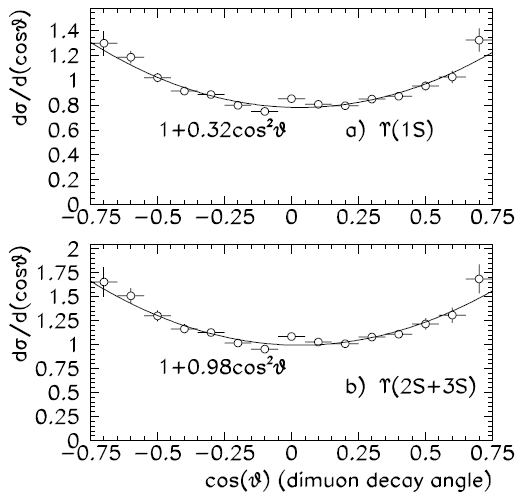 dσ/d(cosϑ)
1.4
1.2
1
0.8
0.6
0.4
0.2
0
1+0.32cos²ϑ
a) ϒ(1S)
−0.75 −0.5 −0.25 0 0.25 0.5 0.75
dσ/d(cosϑ)
2
1.75
1.5
1.25
1
0.75
0.5
0.25
0
1+0.98cos²ϑ
b) ϒ(2S+3S)
−0.75 −0.5 −0.25 0 0.25 0.5 0.75
cos(ϑ) (dimuon decay angle)